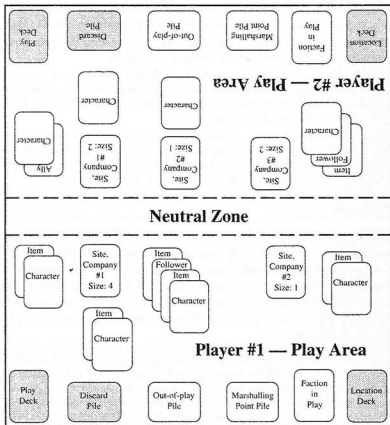 Play
Deck
Discard
Pile
Out-of-play
Pile
Marshalling
Point Pile
Faction
in
Play
Location
Deck
Player #2 — Play Area
Character
Character
Character
Ally
Site,
Company
#1
Size: 2
Site,
Company
#2
Size: 1
Site,
Company
#3
Size: 2
Character
Follower
Item
Neutral Zone
Item
Character
Site,
Company
#1
Size: 4
Item
Follower
Item
Character
Site,
Company
#2
Size: 1
Item
Character
Item
Character
Player #1 — Play Area
Play
Deck
Discard
Pile
Out-of-play
Pile
Marshalling
Point Pile
Faction
in
Play
Location
Deck